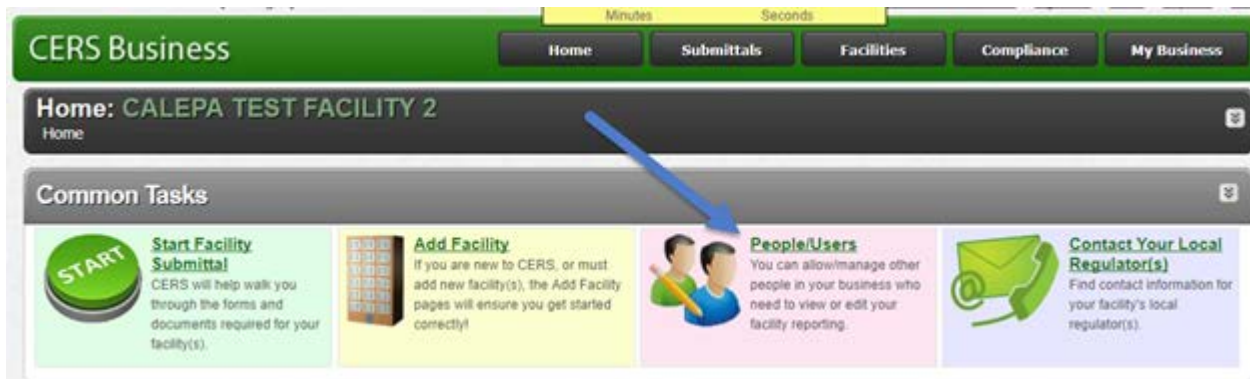 Minutes Seconds
CERS Business
Home Submittals Facilities Compliance My Business
Home: CALEPA TEST FACILITY 2
Home
Common Tasks
START
Start Facility
Submittal
CERS will help walk you
through the forms and
documents required for your
facility(s).
Add Facility
If you are new to CERS, or must
add new facility(s), the Add Facility
pages will ensure you get started
correctly!
People/Users
You can allow/manage other
people in your business who
need to view or edit your
facility reporting.
Contact Your Local
Regulator(s)
Find contact information for
your facility's local
regulator(s).